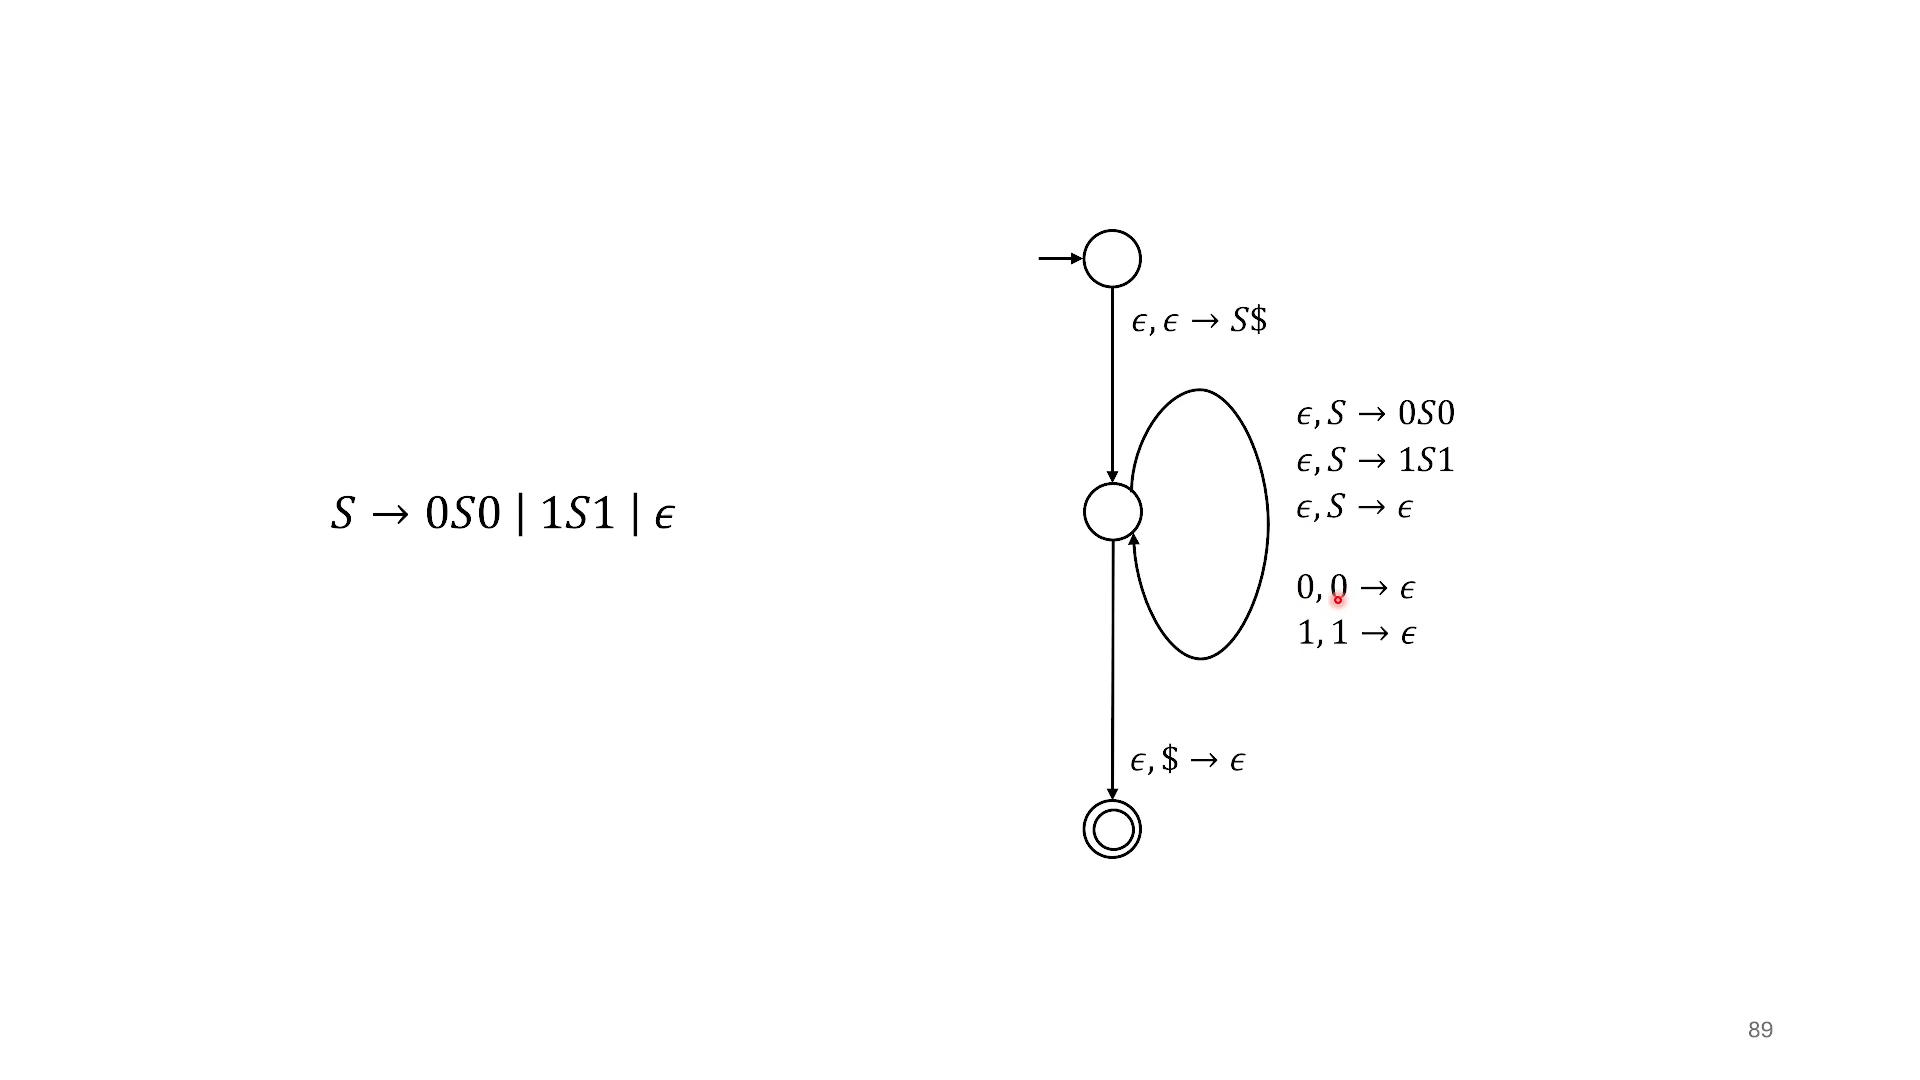 S → 0S0 | 1S1 | ϵ
ϵ, ϵ → S$
ϵ, S → 0S0
ϵ, S → 1S1
ϵ, S → ϵ
0, 0 → ϵ
1, 1 → ϵ
ϵ, $ → ϵ
89